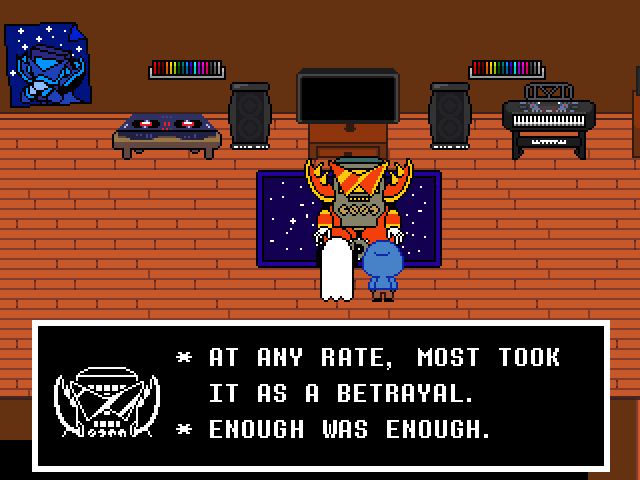 * AT ANY RATE, MOST TOOK
IT AS A BETRAYAL.
* ENOUGH WAS ENOUGH.